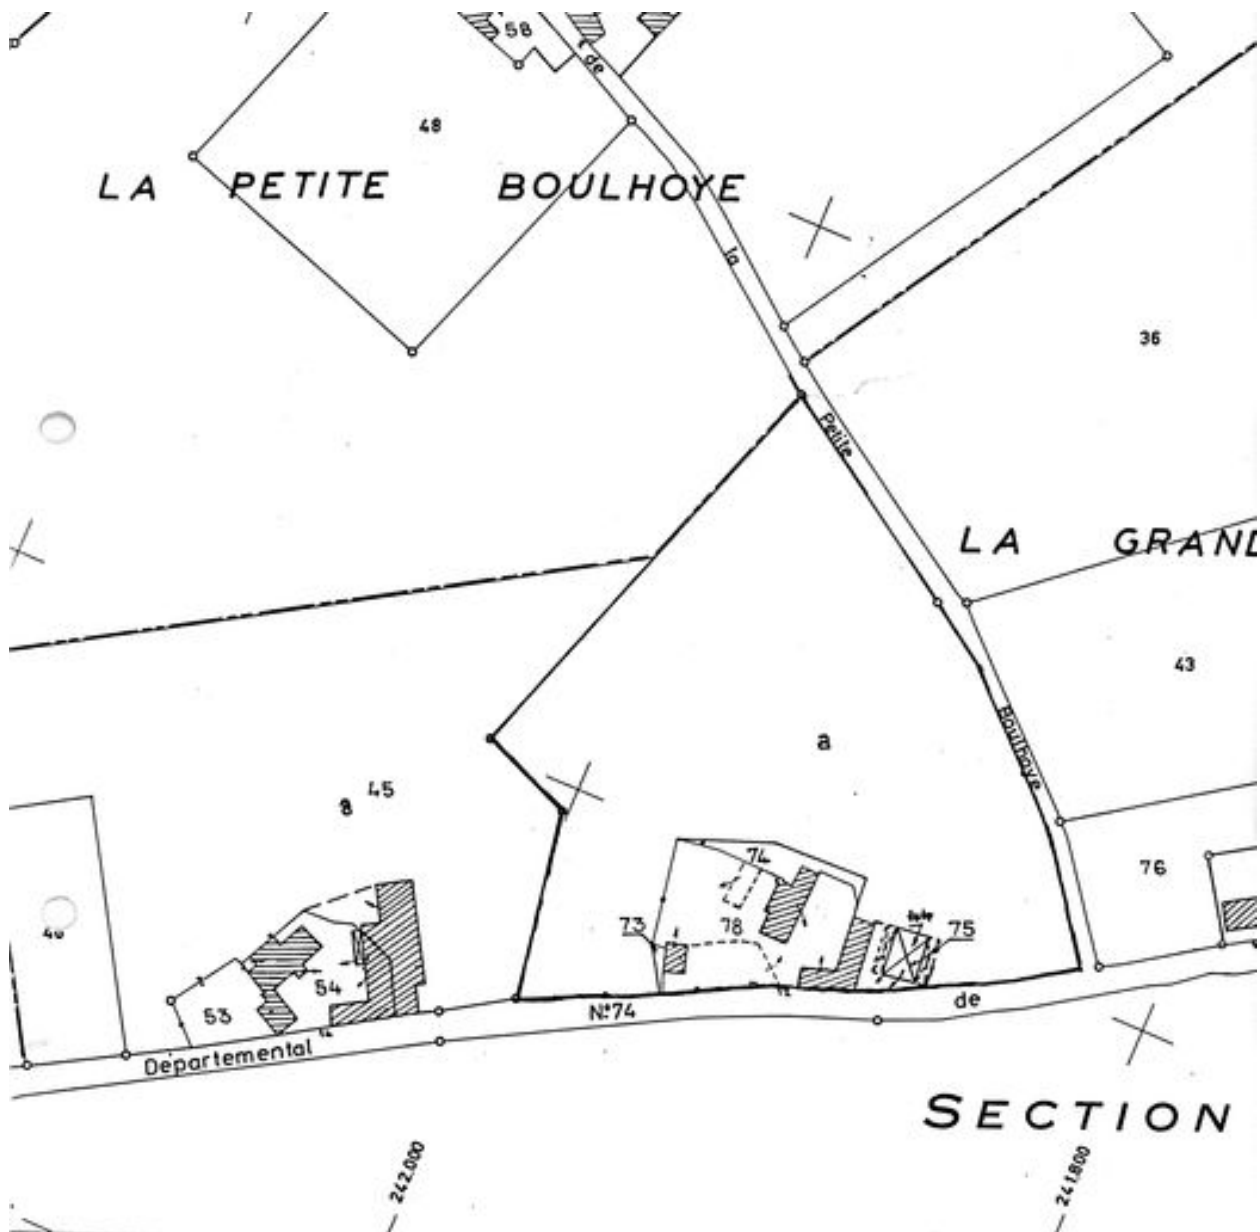 58
de
48
LA PETITE BOULHOYE
la
36
Petite
LA GRAND
43
Boulhoye
a
45
a
76
74
73
78
75
54
53
N°74
de
Departemental
SECTION
242.000
241.800